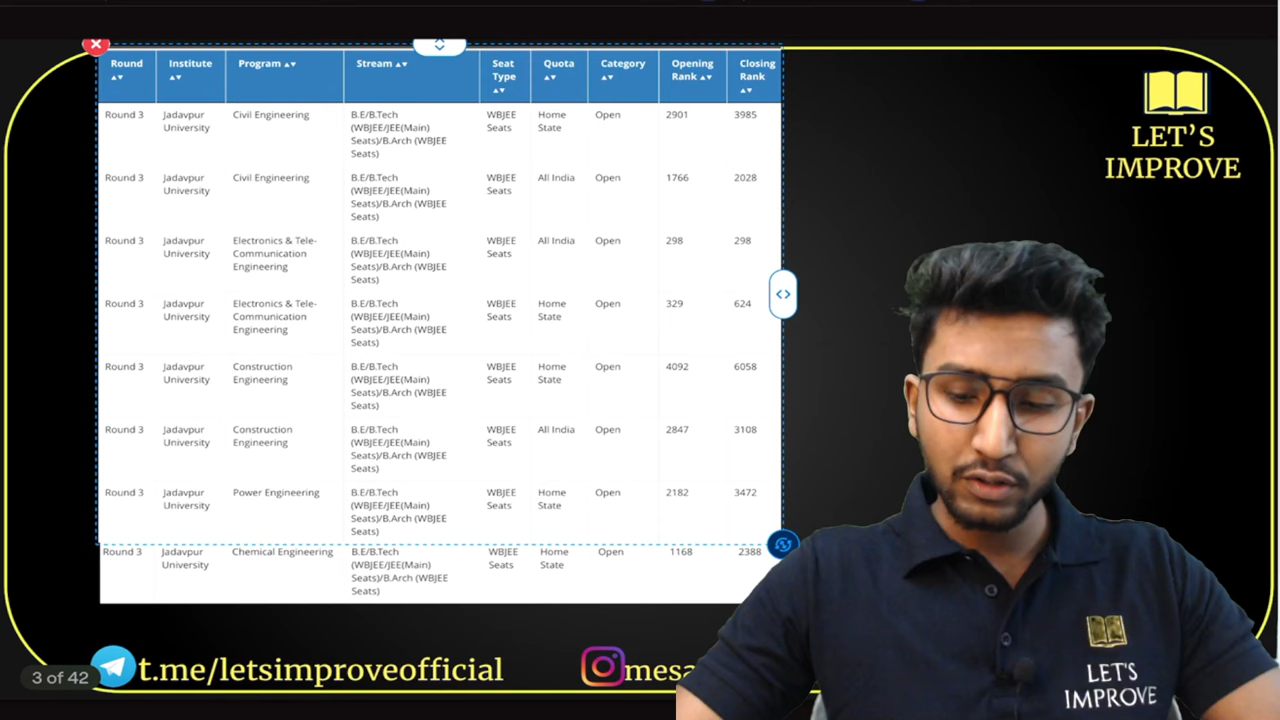 Round ▲▼ Institute ▲▼ Program ▲▼ Stream ▲▼ Seat Type ▲▼ Quota ▲▼ Category ▲▼ Opening Rank ▲▼ Closing Rank ▲▼
Round 3 Jadavpur University Civil Engineering B.E/B.Tech (WBJEE/JEE(Main) Seats)/B.Arch (WBJEE Seats) WBJEE Seats Home State Open 2901 3985
Round 3 Jadavpur University Civil Engineering B.E/B.Tech (WBJEE/JEE(Main) Seats)/B.Arch (WBJEE Seats) WBJEE Seats All India Open 1766 2028
Round 3 Jadavpur University Electronics & Tele-Communication Engineering B.E/B.Tech (WBJEE/JEE(Main) Seats)/B.Arch (WBJEE Seats) WBJEE Seats All India Open 298 298
Round 3 Jadavpur University Electronics & Tele-Communication Engineering B.E/B.Tech (WBJEE/JEE(Main) Seats)/B.Arch (WBJEE Seats) WBJEE Seats Home State Open 329 624
Round 3 Jadavpur University Construction Engineering B.E/B.Tech (WBJEE/JEE(Main) Seats)/B.Arch (WBJEE Seats) WBJEE Seats Home State Open 4092 6058
Round 3 Jadavpur University Construction Engineering B.E/B.Tech (WBJEE/JEE(Main) Seats)/B.Arch (WBJEE Seats) WBJEE Seats All India Open 2847 3108
Round 3 Jadavpur University Power Engineering B.E/B.Tech (WBJEE/JEE(Main) Seats)/B.Arch (WBJEE Seats) WBJEE Seats Home State Open 2182 3472
Round 3 Jadavpur University Chemical Engineering B.E/B.Tech (WBJEE/JEE(Main) Seats)/B.Arch (WBJEE Seats) WBJEE Seats Home State Open 1168 2388
LET'S
IMPROVE
3 of 42
t.me/letsimproveofficial
mesa
LET'S
IMPROVE